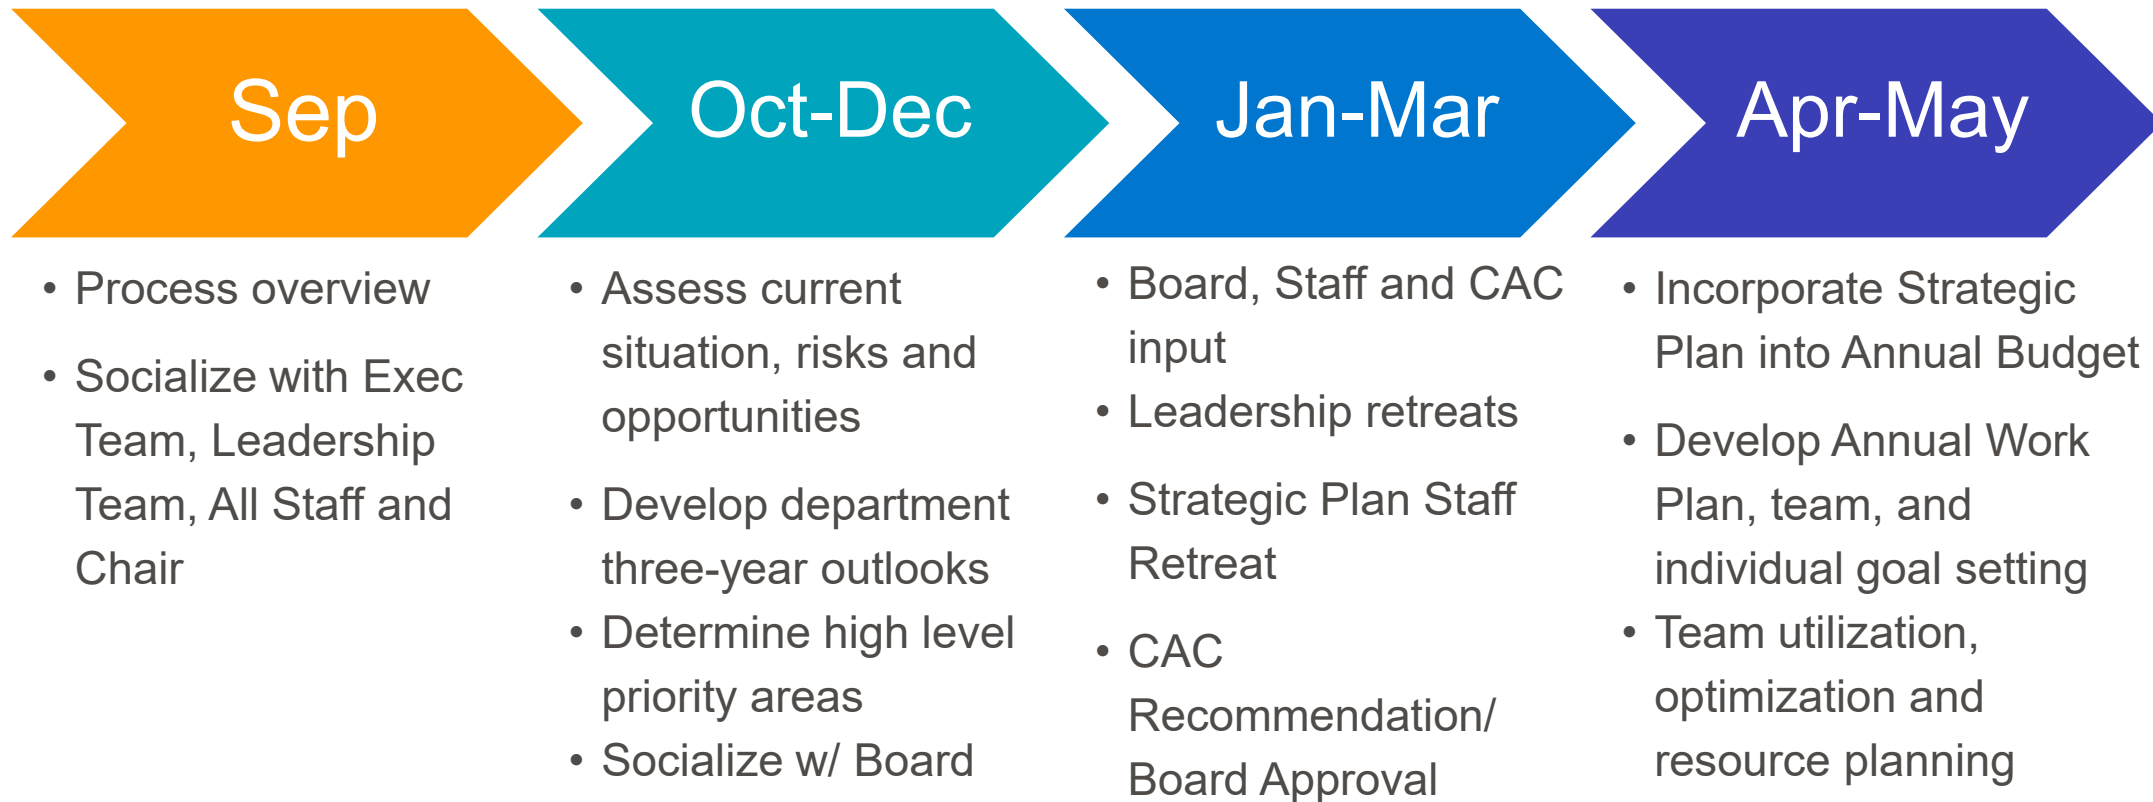 Sep
• Process overview
• Socialize with Exec
Team, Leadership
Team, All Staff and
Chair
Oct-Dec
• Assess current
situation, risks and
opportunities
• Develop department
three-year outlooks
• Determine high level
priority areas
• Socialize w/ Board
Jan-Mar
• Board, Staff and CAC
input
• Leadership retreats
• Strategic Plan Staff
Retreat
• CAC
Recommendation/
Board Approval
Apr-May
• Incorporate Strategic
Plan into Annual Budget
• Develop Annual Work
Plan, team, and
individual goal setting
• Team utilization,
optimization and
resource planning